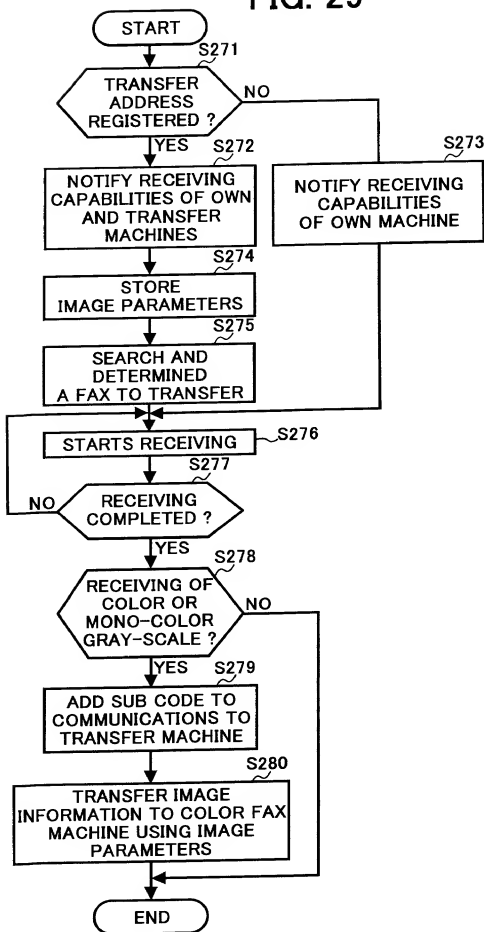 FIG. 29
START
S271
TRANSFER
ADDRESS
REGISTERED ?
NO
YES
S272
NOTIFY RECEIVING
CAPABILITIES OF OWN
AND TRANSFER
MACHINES
S273
NOTIFY RECEIVING
CAPABILITIES
OF OWN MACHINE
S274
STORE
IMAGE PARAMETERS
S275
SEARCH AND
DETERMINED
A FAX TO TRANSFER
STARTS RECEIVING
S276
S277
NO
RECEIVING
COMPLETED ?
YES
S278
RECEIVING OF
COLOR OR
MONO-COLOR
GRAY-SCALE ?
NO
YES
S279
ADD SUB CODE TO
COMMUNICATIONS TO
TRANSFER MACHINE
S280
TRANSFER IMAGE
INFORMATION TO COLOR FAX
MACHINE USING IMAGE
PARAMETERS
END